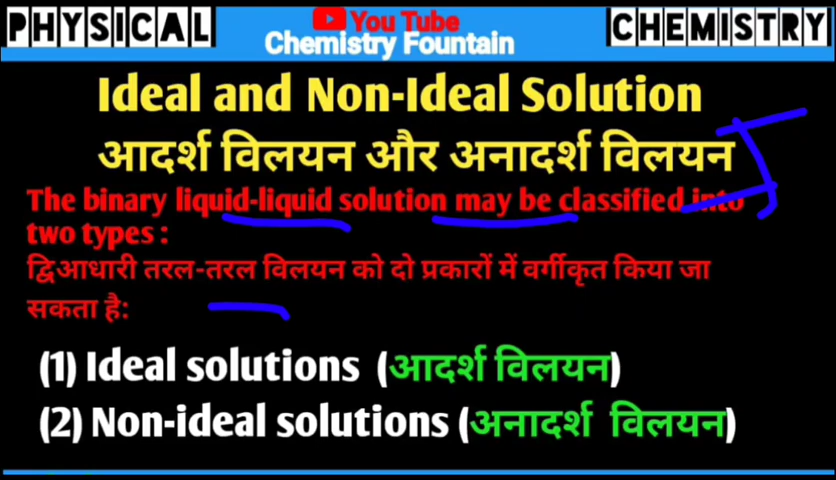 PHYSICAL
You Tube
Chemistry Fountain
CHEMISTRY
Ideal and Non-Ideal Solution
आदर्श विलयन और अनादर्श विलयन
The binary liquid-liquid solution may be classified into
two types :
द्विआधारी तरल-तरल विलयन को दो प्रकारों में वर्गीकृत किया जा
सकता है:
(1) Ideal solutions (आदर्श विलयन)
(2) Non-ideal solutions (अनादर्श विलयन)